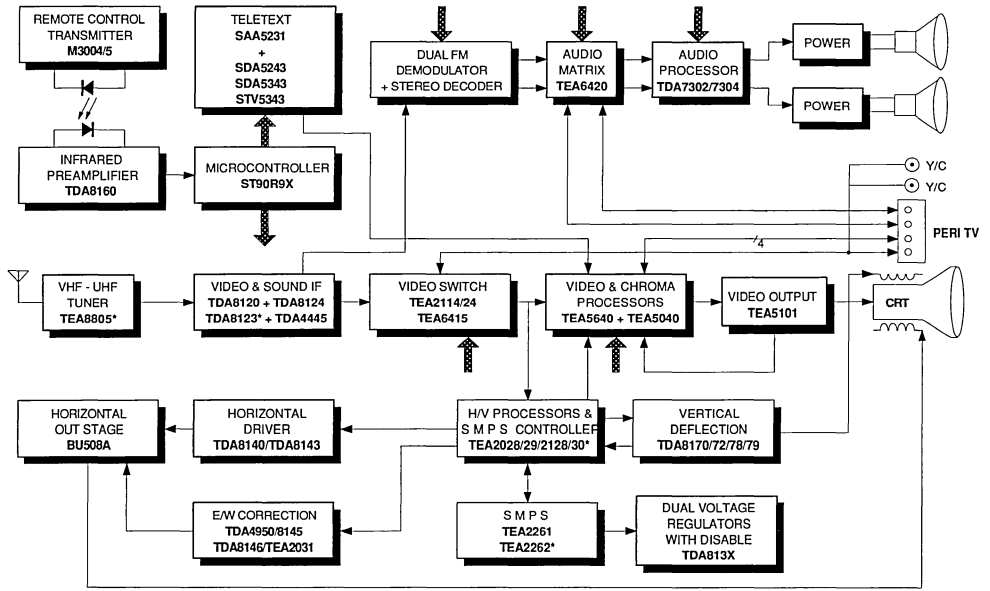 REMOTE CONTROL
TRANSMITTER
M3004/5
TELETEXT
SAA5231
+
SDA5243
SDA5343
STV5343
DUAL FM
DEMODULATOR
+ STEREO DECODER
AUDIO
MATRIX
TEA6420
AUDIO
PROCESSOR
TDA7302/7304
POWER
POWER
INFRARED
PREAMPLIFIER
TDA8160
MICROCONTROLLER
ST90R9X
Y/C
Y/C
PERI TV
4
VHF - UHF
TUNER
TEA8805*
VIDEO & SOUND IF
TDA8120 + TDA8124
TDA8123* + TDA4445
VIDEO SWITCH
TEA2114/24
TEA6415
VIDEO & CHROMA
PROCESSORS
TEA5640 + TEA5040
VIDEO OUTPUT
TEA5101
CRT
HORIZONTAL
OUT STAGE
BU508A
HORIZONTAL
DRIVER
TDA8140/TDA8143
H/V PROCESSORS &
S M P S CONTROLLER
TEA2028/29/2128/30*
VERTICAL
DEFLECTION
TDA8170/72/78/79
E/W CORRECTION
TDA4950/8145
TDA8146/TEA2031
S M P S
TEA2261
TEA2262*
DUAL VOLTAGE
REGULATORS
WITH DISABLE
TDA813X